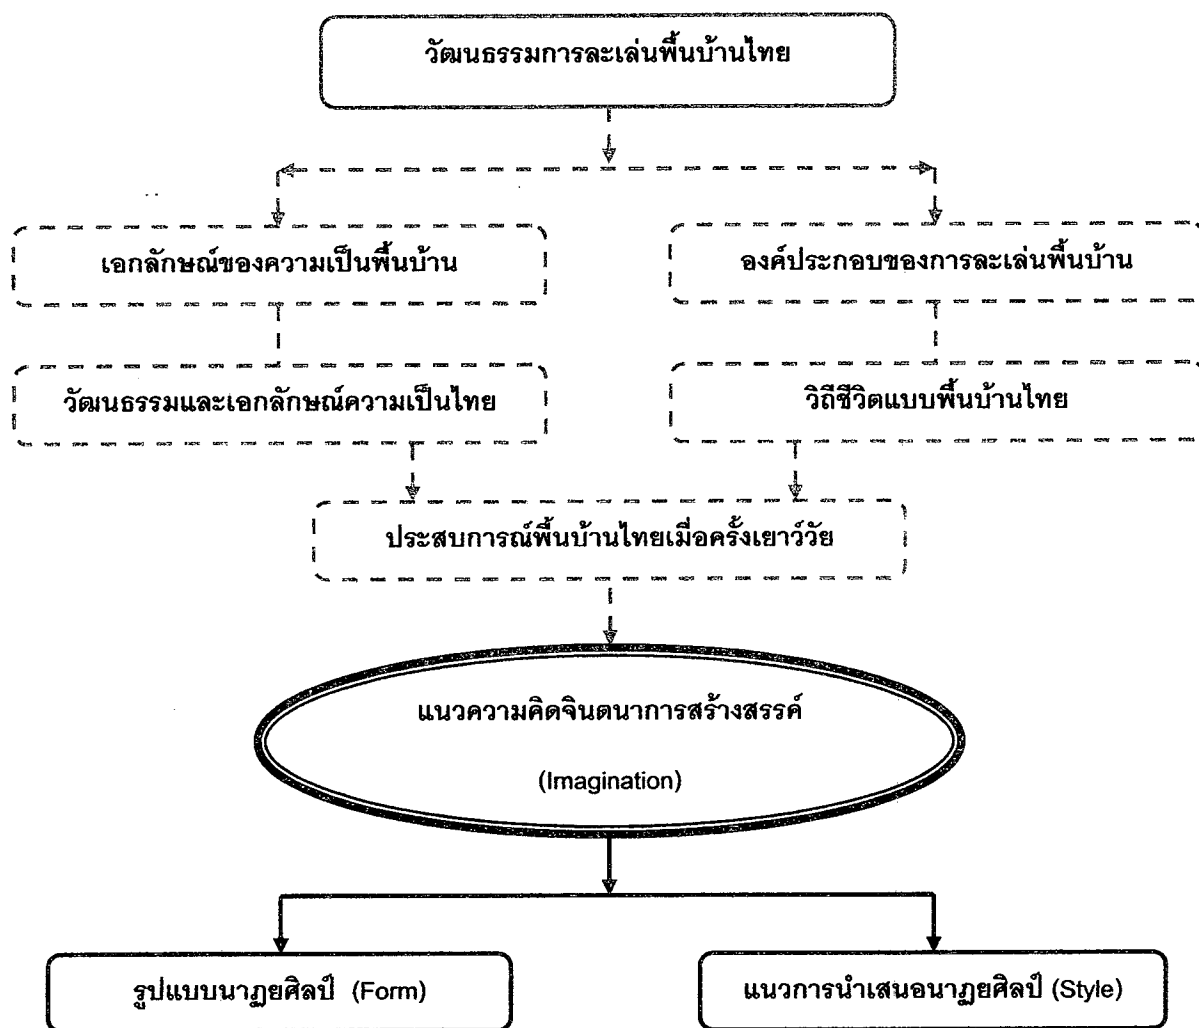 วัฒนธรรมการละเล่นพื้นบ้านไทย
เอกลักษณ์ของความเป็นพื้นบ้าน
องค์ประกอบของการละเล่นพื้นบ้าน
วัฒนธรรมและเอกลักษณ์ความเป็นไทย
วิถีชีวิตแบบพื้นบ้านไทย
ประสบการณ์พื้นบ้านไทยเมื่อครั้งเยาว์วัย
แนวความคิดจินตนาการสร้างสรรค์
(Imagination)
รูปแบบนาฏยศิลป์ (Form)
แนวการนำเสนอนาฏยศิลป์ (Style)